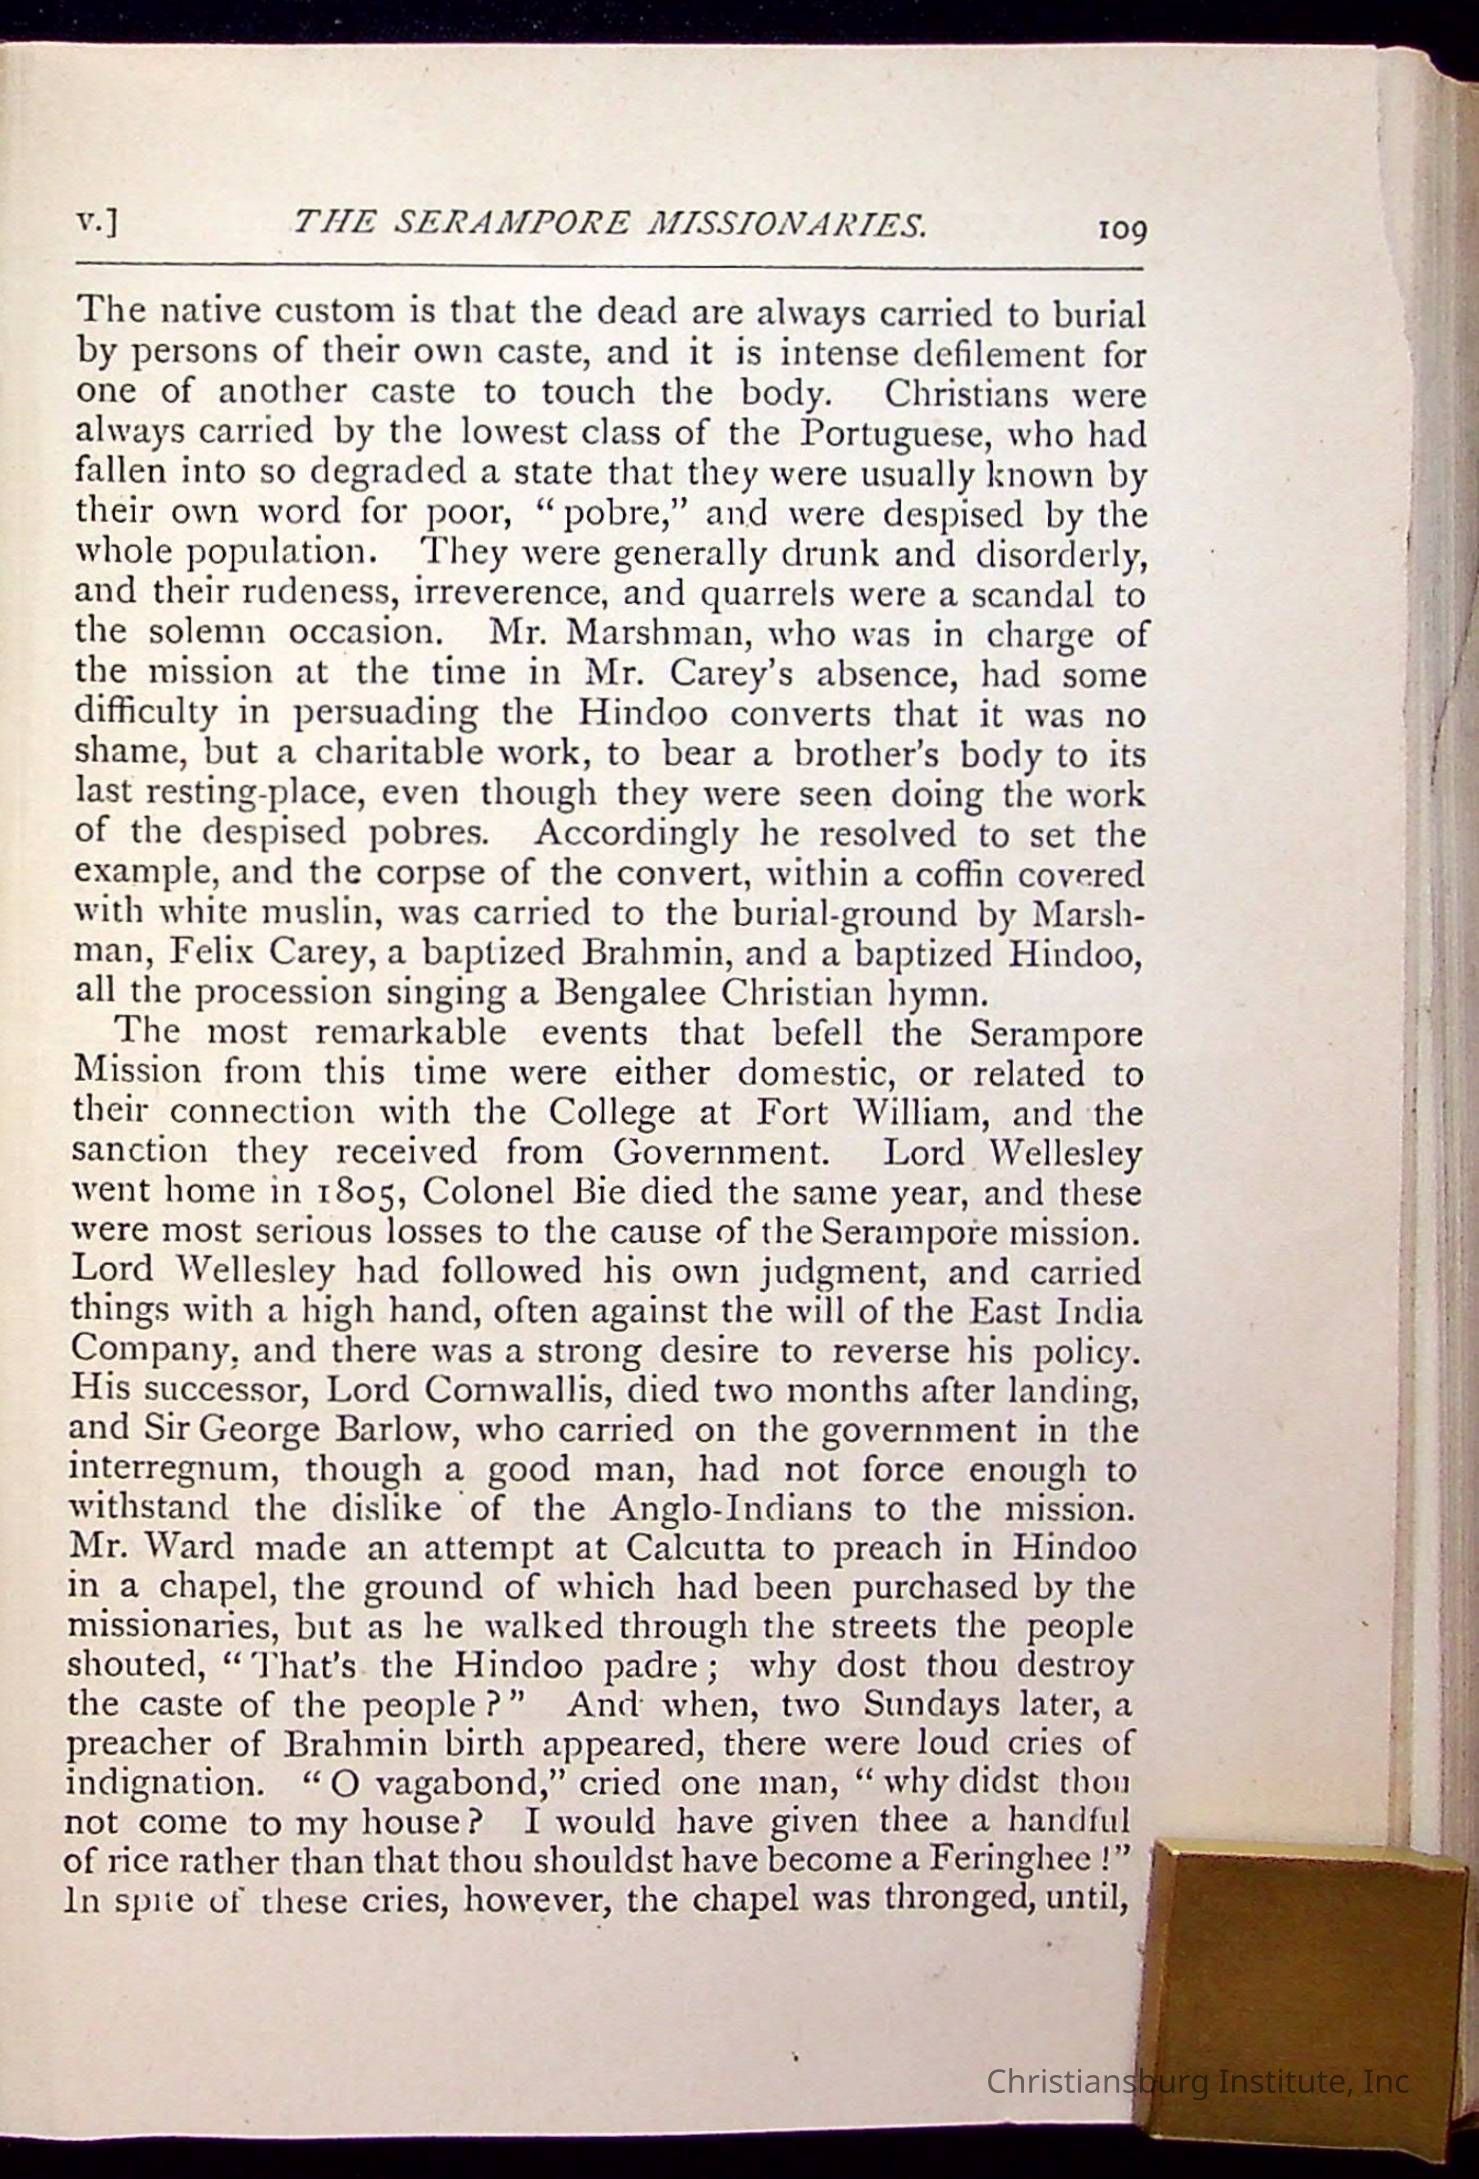 v.] THE SERAMPORE MISSIONARIES. 109
The native custom is that the dead are always carried to burial
by persons of their own caste, and it is intense defilement for
one of another caste to touch the body. Christians were
always carried by the lowest class of the Portuguese, who had
fallen into so degraded a state that they were usually known by
their own word for poor, “pobre,” and were despised by the
whole population. They were generally drunk and disorderly,
and their rudeness, irreverence, and quarrels were a scandal to
the solemn occasion. Mr. Marshman, who was in charge of
the mission at the time in Mr. Carey’s absence, had some
difficulty in persuading the Hindoo converts that it was no
shame, but a charitable work, to bear a brother’s body to its
last resting-place, even though they were seen doing the work
of the despised pobres. Accordingly he resolved to set the
example, and the corpse of the convert, within a coffin covered
with white muslin, was carried to the burial-ground by Marsh-
man, Felix Carey, a baptized Brahmin, and a baptized Hindoo,
all the procession singing a Bengalee Christian hymn.
The most remarkable events that befell the Serampore
Mission from this time were either domestic, or related to
their connection with the College at Fort William, and the
sanction they received from Government. Lord Wellesley
went home in 1805, Colonel Bie died the same year, and these
were most serious losses to the cause of the Serampore mission.
Lord Wellesley had followed his own judgment, and carried
things with a high hand, often against the will of the East India
Company, and there was a strong desire to reverse his policy.
His successor, Lord Cornwallis, died two months after landing,
and Sir George Barlow, who carried on the government in the
interregnum, though a good man, had not force enough to
withstand the dislike of the Anglo-Indians to the mission.
Mr. Ward made an attempt at Calcutta to preach in Hindoo
in a chapel, the ground of which had been purchased by the
missionaries, but as he walked through the streets the people
shouted, “That’s the Hindoo padre; why dost thou destroy
the caste of the people?” And when, two Sundays later, a
preacher of Brahmin birth appeared, there were loud cries of
indignation. “O vagabond,” cried one man, “why didst thou
not come to my house? I would have given thee a handful
of rice rather than that thou shouldst have become a Feringhee!”
In spite of these cries, however, the chapel was thronged, until,
Christiansburg Institute, Inc